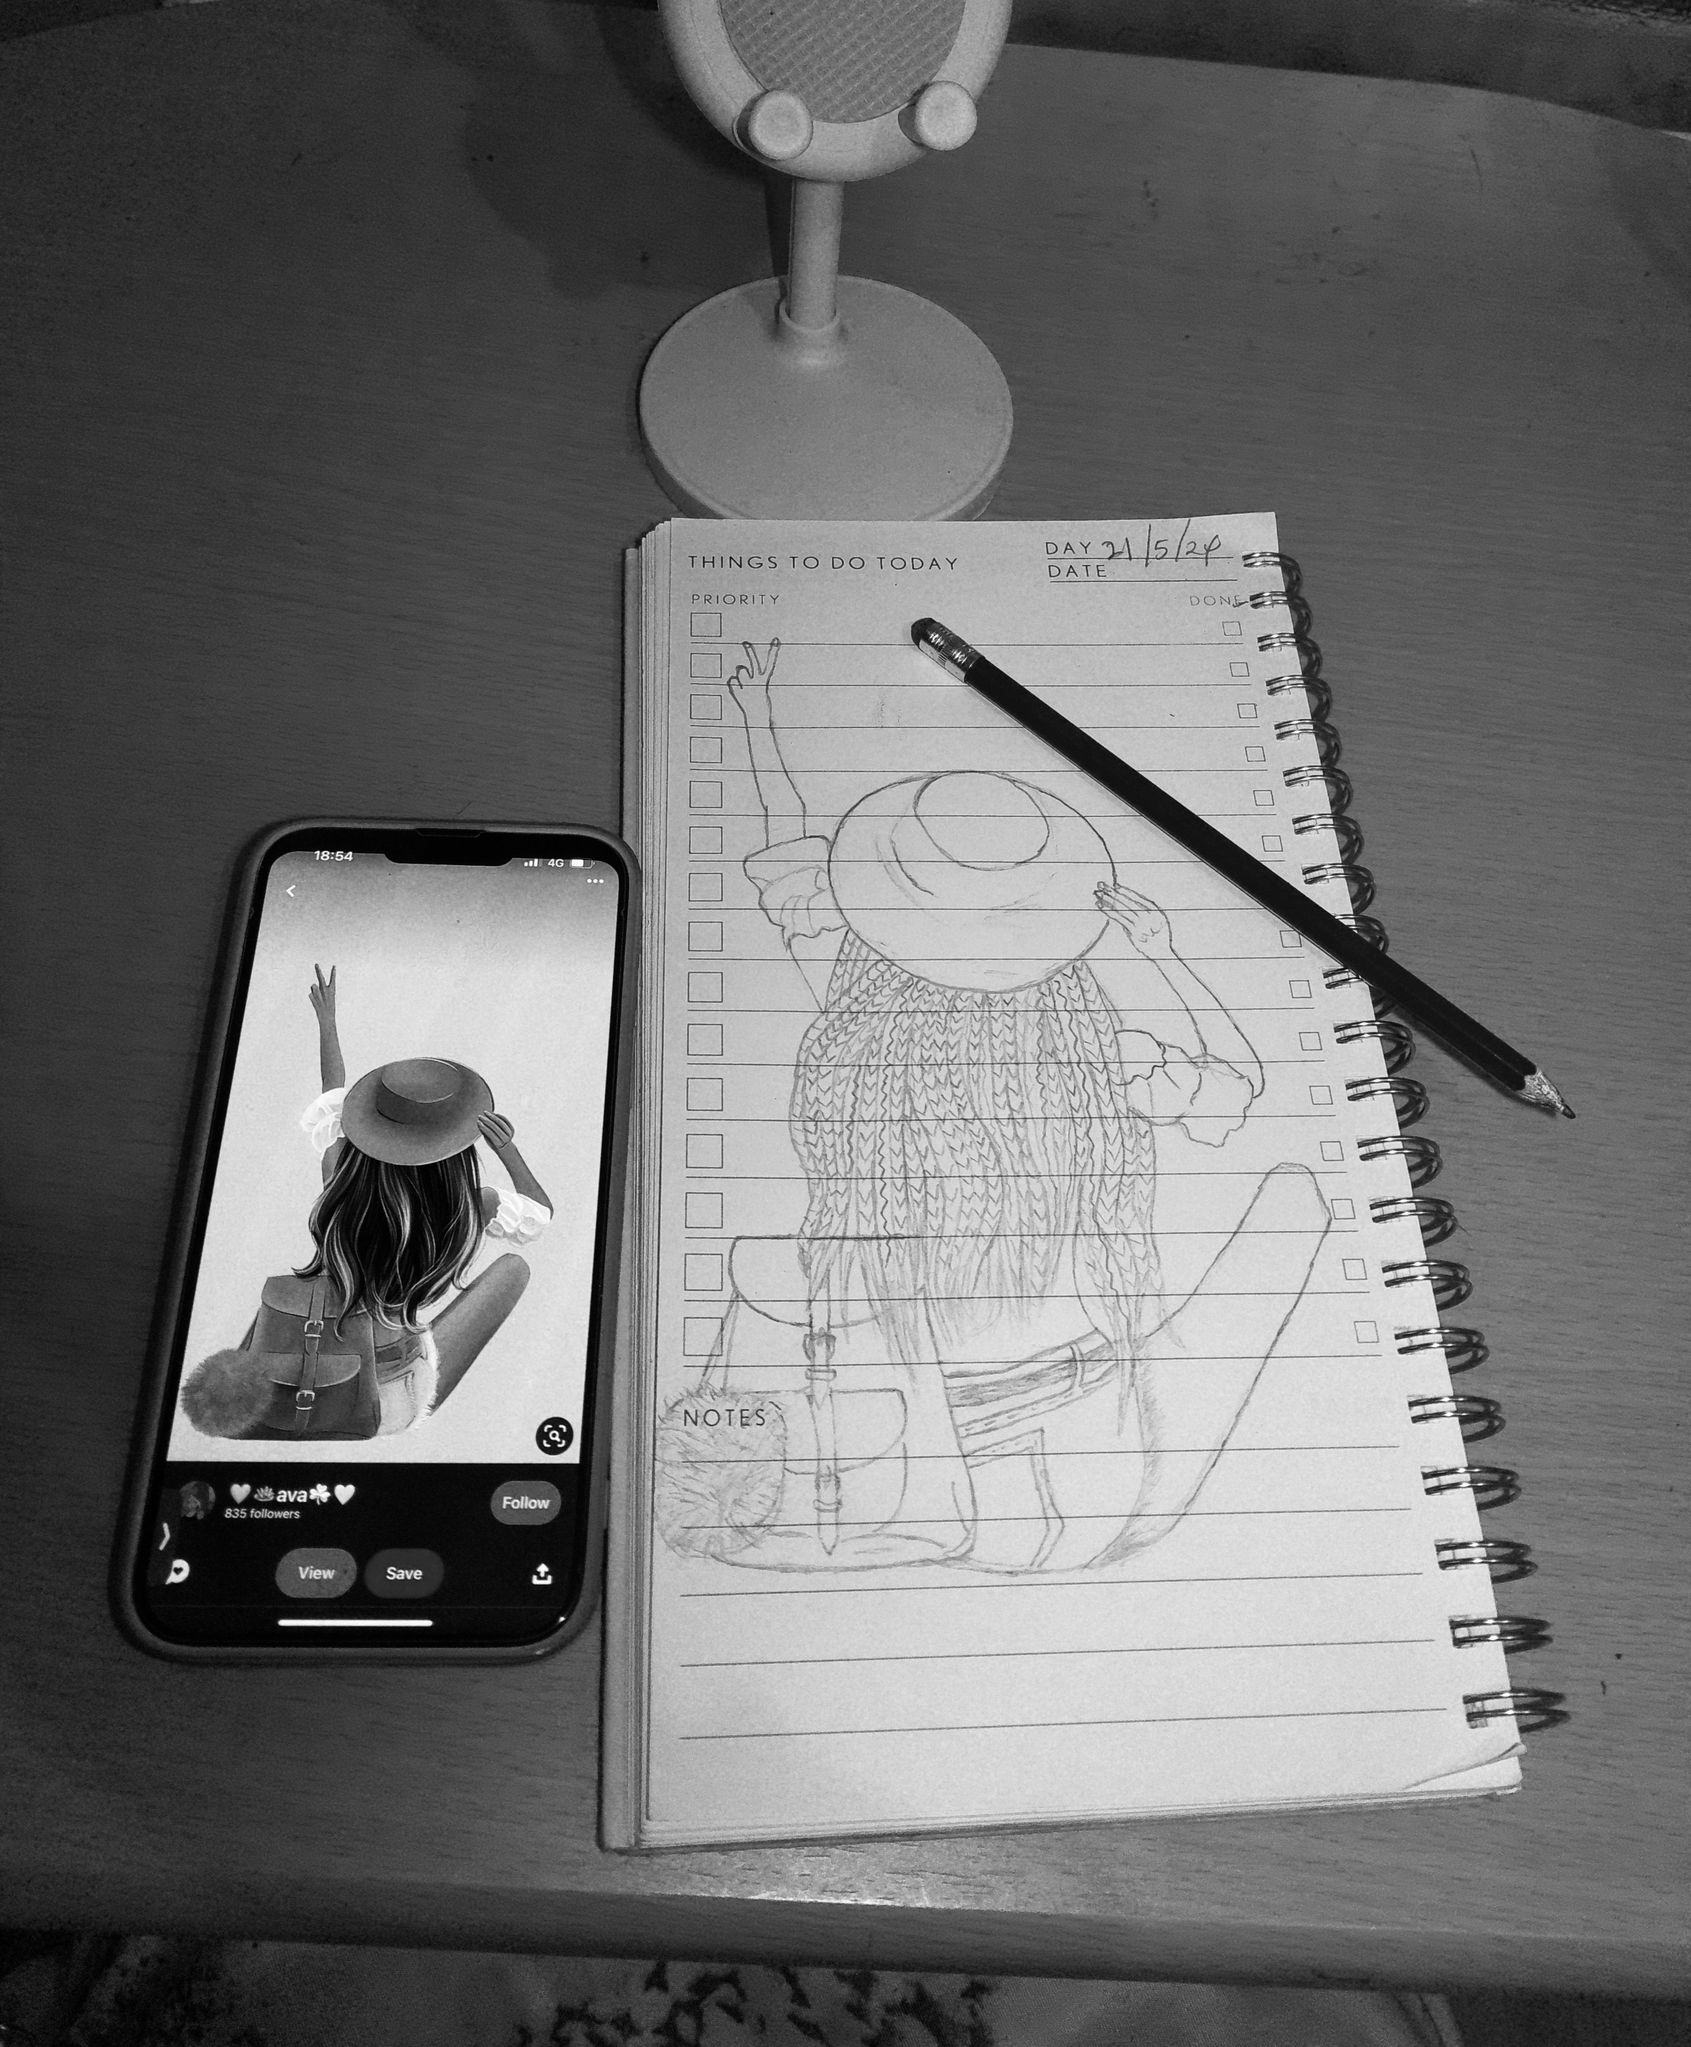 THINGS TO DO TODAY
DAY 21/5/24
DATE
PRIORITY
DONE
NOTES
18:54
4G
ava
835 followers
Follow
View
Save